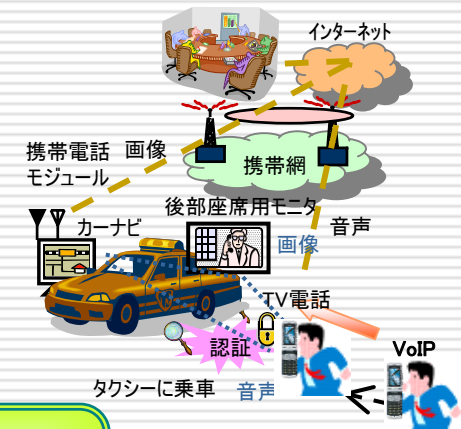 インターネット
携帯電話
モジュール
画像
携帯網
後部座席用モニタ
カーナビ
画像
音声
TV電話
認証
VoIP
タクシーに乗車
音声